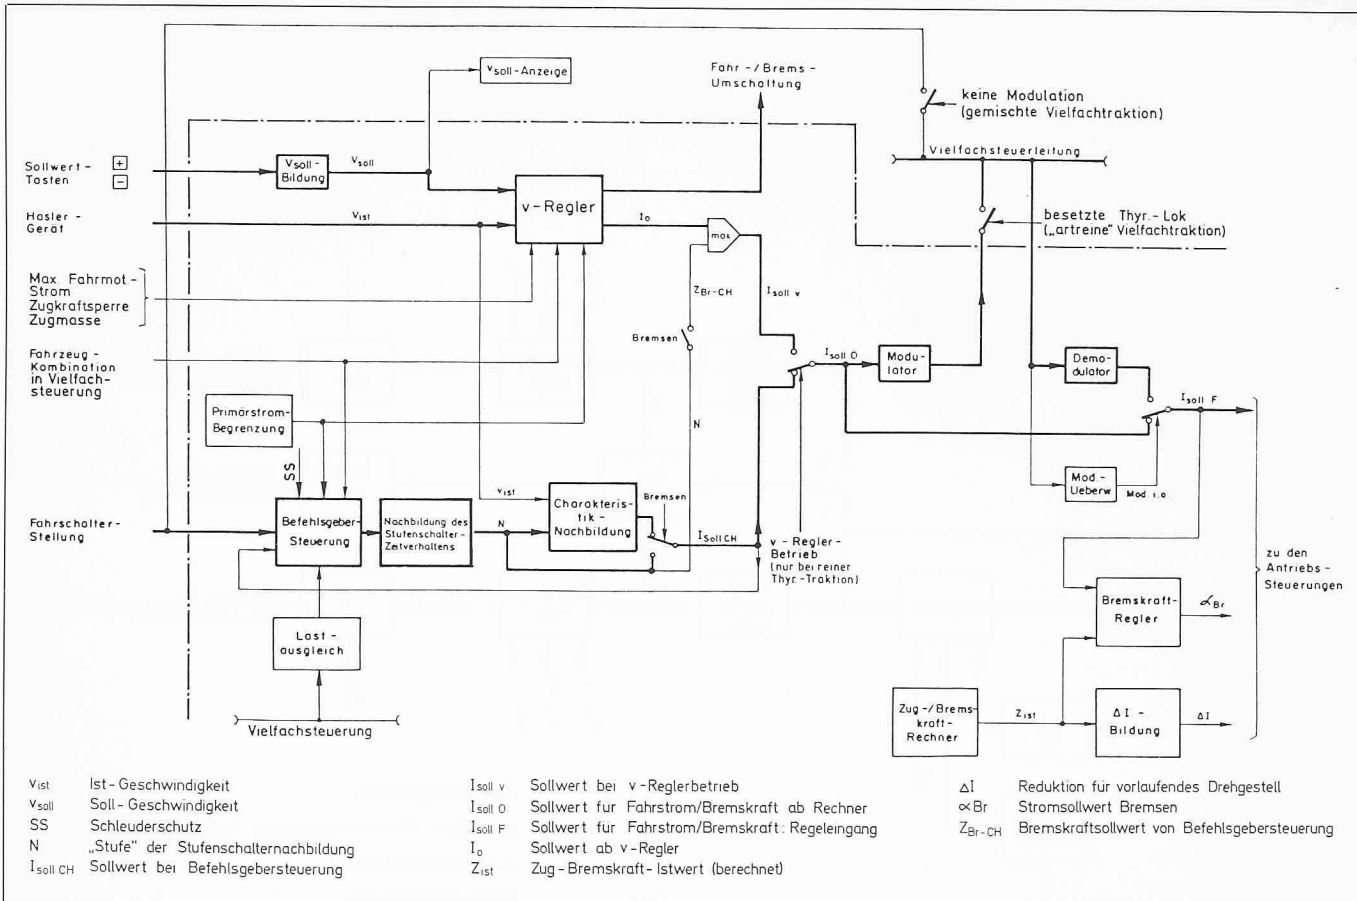 Vsoll-Anzeige
Fahr-/Brems-
Umschaltung
keine Modulation
(gemischte Vielfachtraktion)
Vielfachsteuerleitung
Sollwert-
Tasten
+
−
Vsoll-
Bildung
Vsoll
v-Regler
Hasler-
Gerät
Vist
Io
max
besetzte Thyr.-Lok
(„artreine" Vielfachtraktion)
Max. Fahrmot-
Strom
Zugkraftsperre
Zugmasse
ZBr-CH
Isoll v
Bremsen
Fahrzeug-
Kombination
in Vielfach-
steuerung
Isoll O
Modu-
lator
Demo-
dulator
Isoll F
Primärstrom-
Begrenzung
N
SS
Mod.-
Ueberw
Mod. i.o.
Fahrschalter-
Stellung
Befehlsgeber-
Steuerung
Nachbildung des
Stutenschalter-
Zeitverhaltens
N
Vist
Charakteris-
tik-
Nachbildung
Bremsen
Isoll CH
v-Regler-
Betrieb
(nur bei reiner
Thyr.-Traktion)
zu den
Antriebs-
Steuerungen
Bremskraft-
Regler
∝Br
Last-
ausgleich
Zug-/Brems-
kraft-
Rechner
Zist
ΔI-
Bildung
ΔI
Vielfachsteuerung
Vist Ist-Geschwindigkeit
Vsoll Soll-Geschwindigkeit
SS Schleuderschutz
N „Stufe" der Stufenschalternachbildung
Isoll CH Sollwert bei Befehlsgebersteuerung
Isoll v Sollwert bei v-Reglerbetrieb
Isoll O Sollwert für Fahrstrom/Bremskraft ab Rechner
Isoll F Sollwert für Fahrstrom/Bremskraft: Regeleingang
Io Sollwert ab v-Regler
Zist Zug-Bremskraft-Istwert (berechnet)
ΔI Reduktion für vorlaufendes Drehgestell
∝Br Stromsollwert Bremsen
ZBr-CH Bremskraftsollwert von Befehlsgebersteuerung